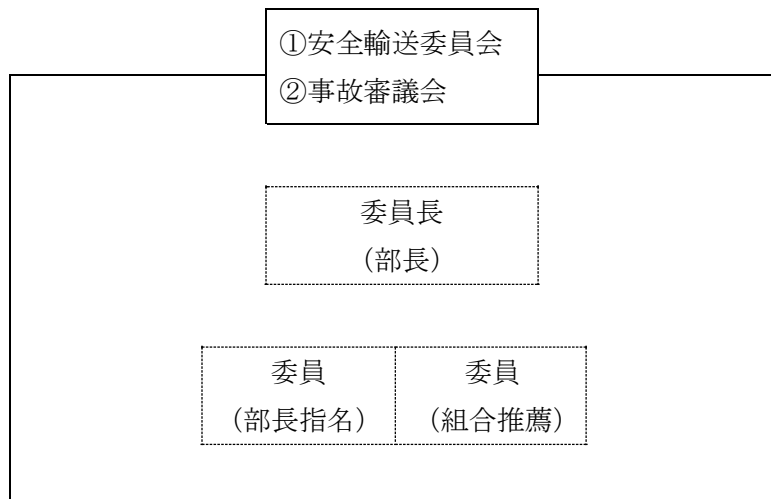 ①安全輸送委員会
②事故審議会
委員長
（部長）
委員
（部長指名）
委員
（組合推薦）